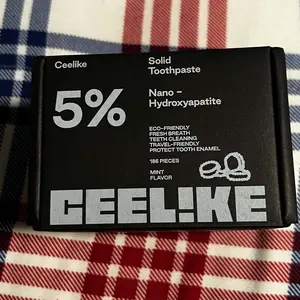 Ceelike
Solid
Toothpaste
5%
Nano –
Hydroxyapatite
ECO-FRIENDLY
FRESH BREATH
TEETH CLEANING
TRAVEL-FRIENDLY
PROTECT TOOTH ENAMEL
186 PIECES
MINT
FLAVOR
CEEL!KE